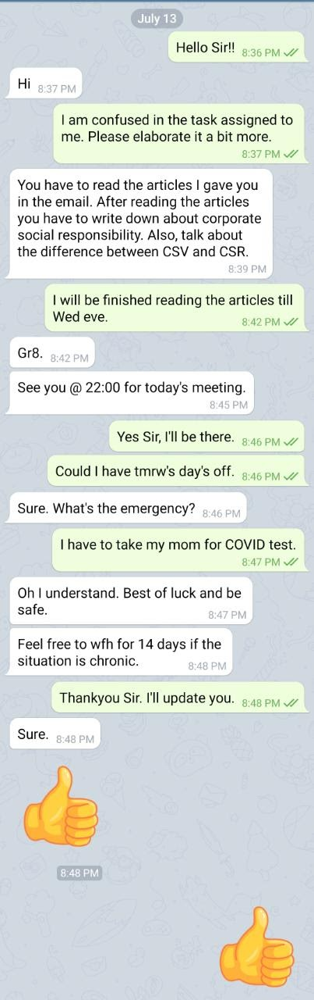 July 13
Hello Sir!! 8:36 PM
Hi 8:37 PM
I am confused in the task assigned to
me. Please elaborate it a bit more.
8:37 PM
You have to read the articles I gave you
in the email. After reading the articles
you have to write down about corporate
social responsibility. Also, talk about
the difference between CSV and CSR.
8:39 PM
I will be finished reading the articles till
Wed eve. 8:42 PM
Gr8. 8:42 PM
See you @ 22:00 for today's meeting.
8:45 PM
Yes Sir, I'll be there. 8:46 PM
Could I have tmrw's day's off. 8:46 PM
Sure. What's the emergency? 8:46 PM
I have to take my mom for COVID test.
8:47 PM
Oh I understand. Best of luck and be
safe. 8:47 PM
Feel free to wfh for 14 days if the
situation is chronic. 8:48 PM
Thankyou Sir. I'll update you. 8:48 PM
Sure. 8:48 PM
8:48 PM